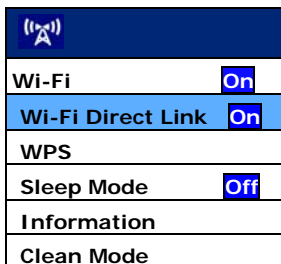 Wi-Fi On
Wi-Fi Direct Link On
WPS
Sleep Mode Off
Information
Clean Mode